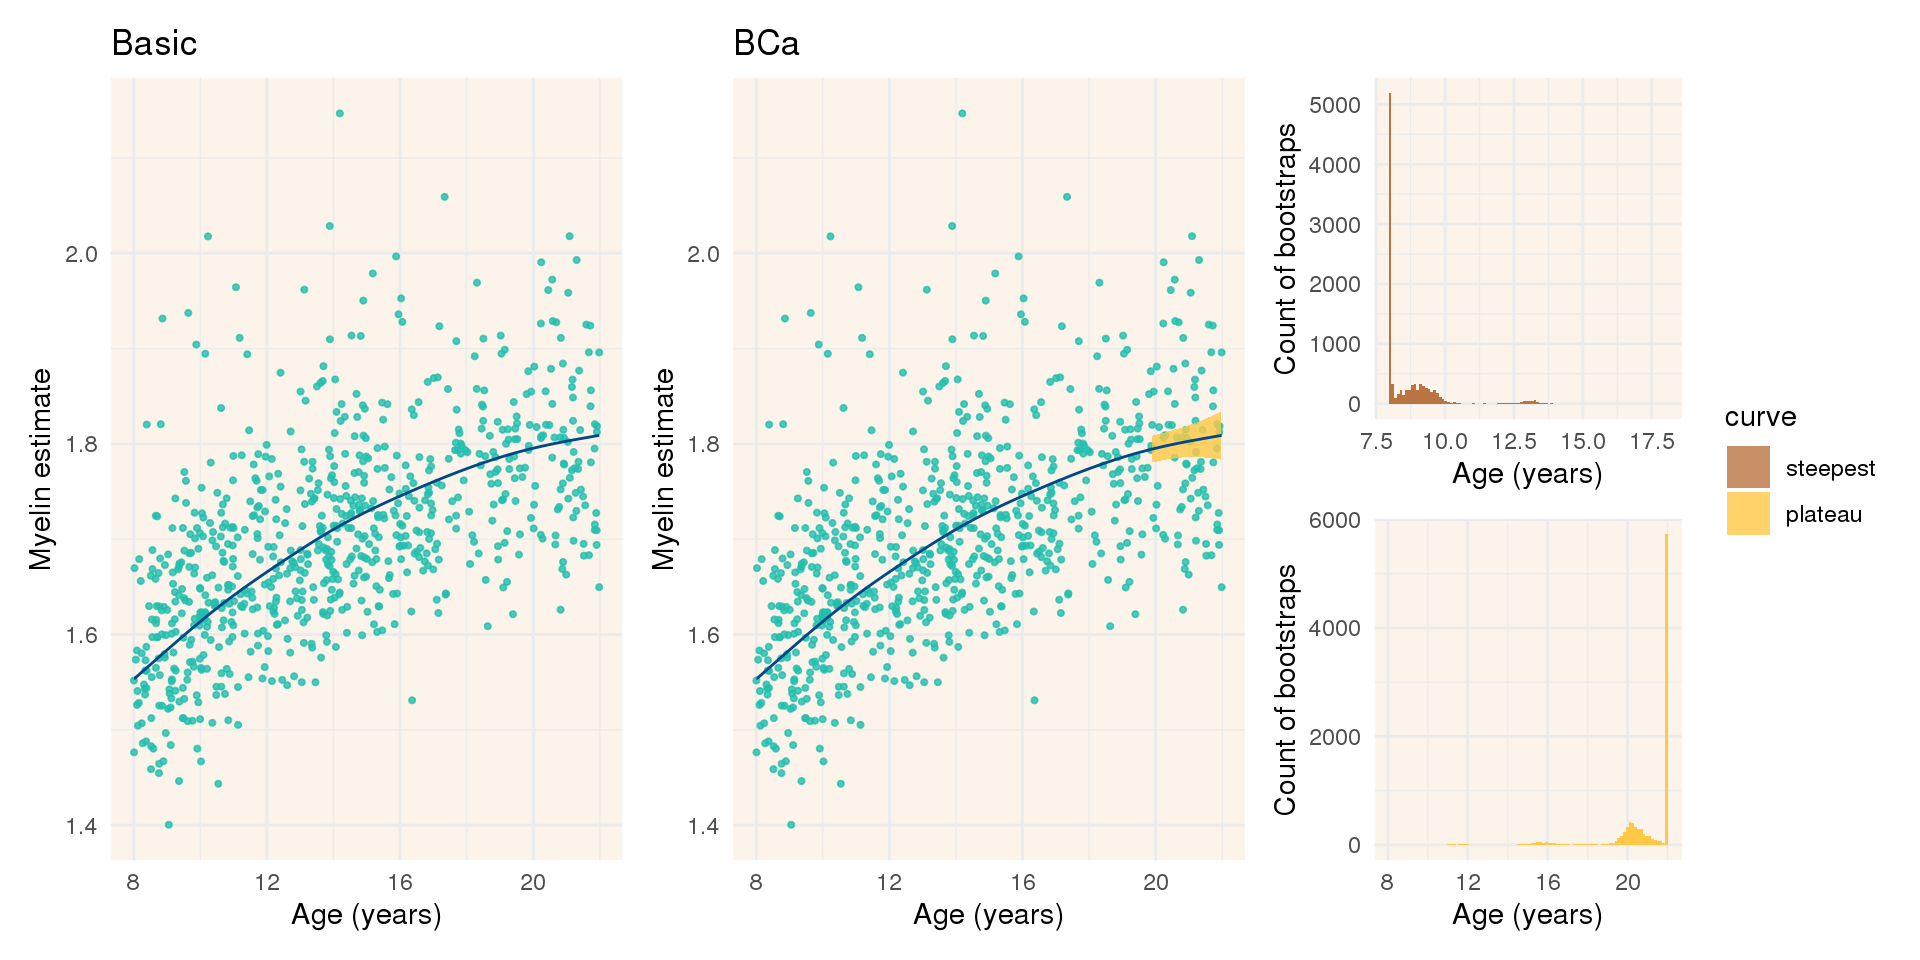 Basic
Myelin estimate
2.0
1.8
1.6
1.4
8 12 16 20
Age (years)
BCa
Myelin estimate
2.0
1.8
1.6
1.4
8 12 16 20
Age (years)
Count of bootstraps
5000
4000
3000
2000
1000
0
7.5 10.0 12.5 15.0 17.5
Age (years)
Count of bootstraps
6000
4000
2000
0
8 12 16 20
Age (years)
curve
steepest
plateau